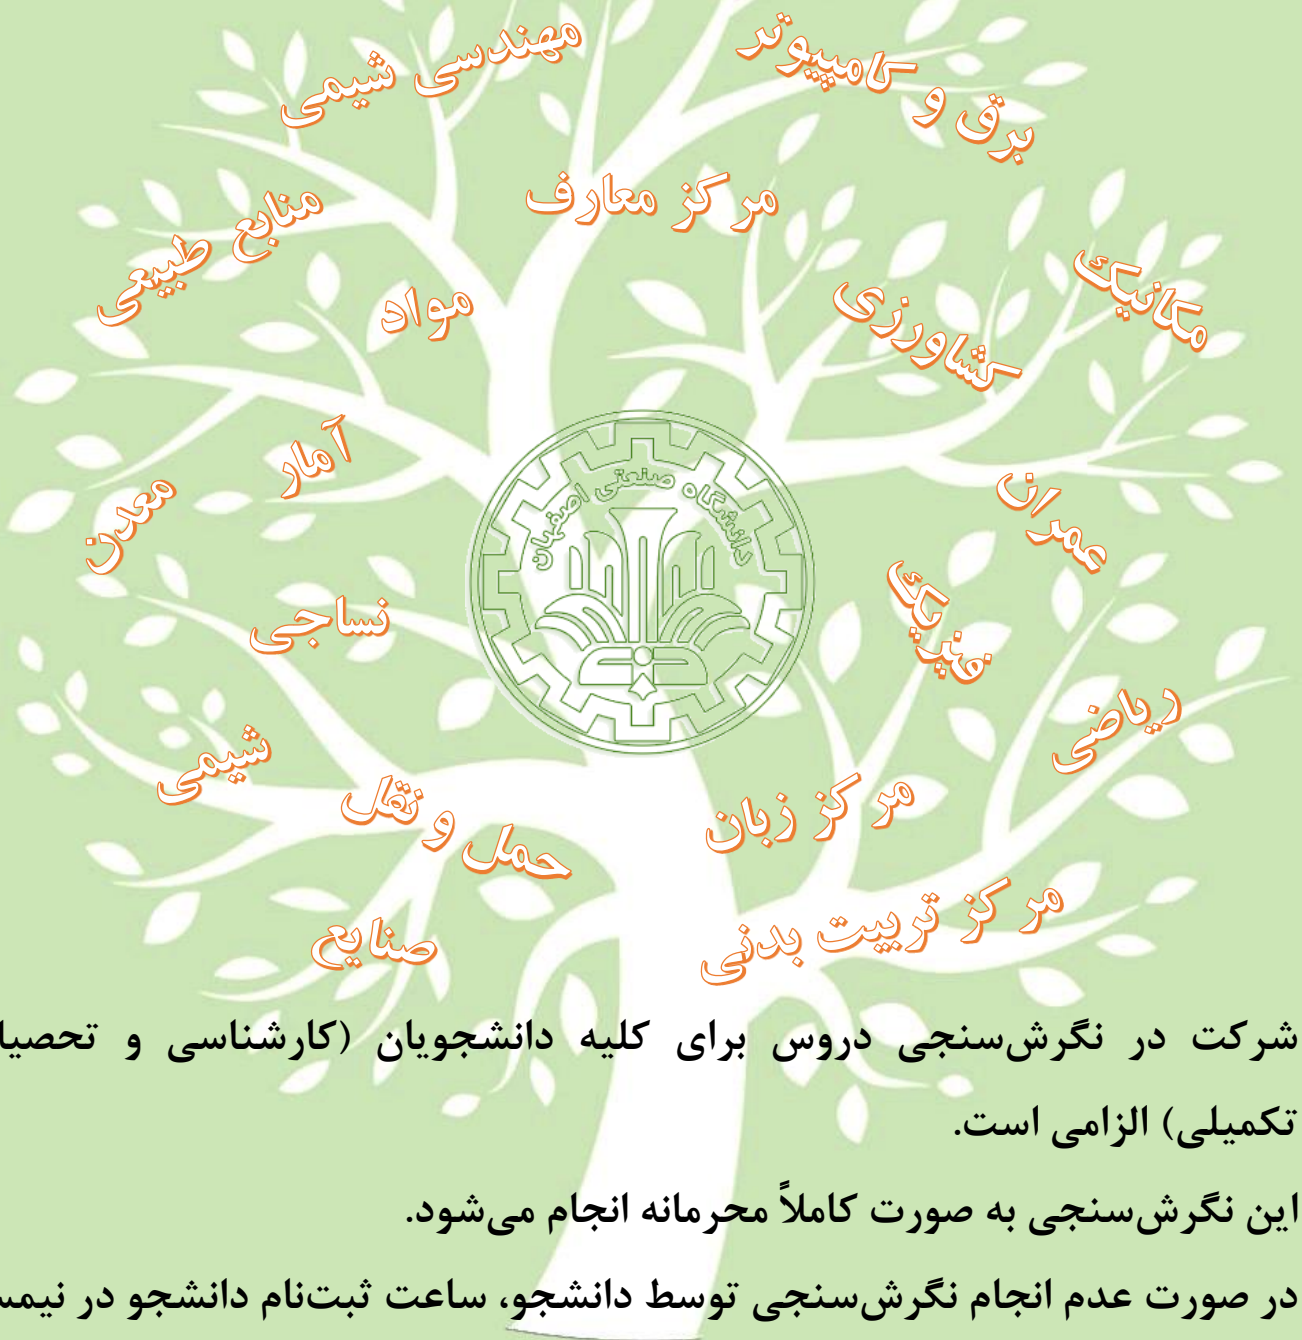 مهندسی شیمی
برق و کامپیوتر
مرکز معارف
منابع طبیعی
مواد
کشاورزی
مکانیک
آمار
معدن
عمران
دانشگاه صنعتی اصفهان
نساجی
فیزیک
ریاضی
شیمی
حمل و نقل
مرکز زبان
صنایع
مرکز تربیت بدنی
شرکت در نگرش‌سنجی دروس برای کلیه دانشجویان (کارشناسی و تحصیلا
تکمیلی) الزامی است.
این نگرش‌سنجی به صورت کاملاً محرمانه انجام می‌شود.
در صورت عدم انجام نگرش‌سنجی توسط دانشجو، ساعت ثبت‌نام دانشجو در نیمس